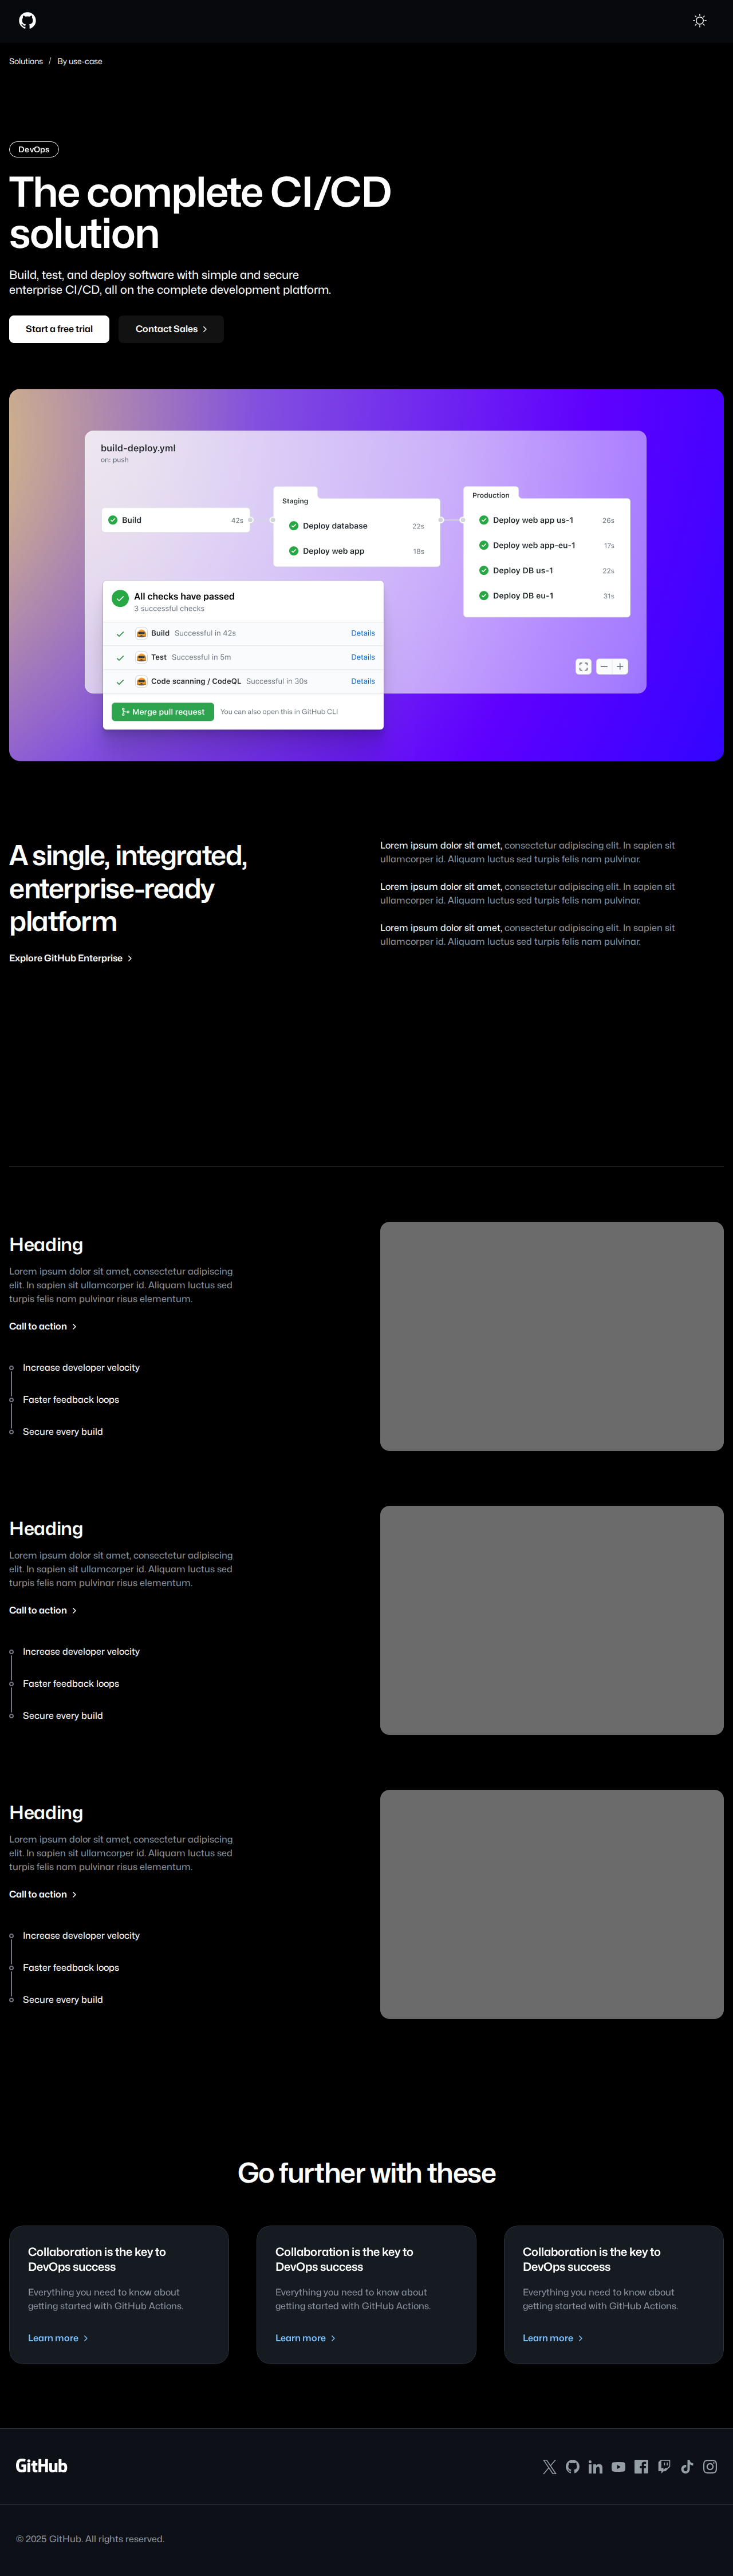 Solutions / By use-case
DevOps
The complete CI/CD
solution
Build, test, and deploy software with simple and secure
enterprise CI/CD, all on the complete development platform.
Start a free trial
Contact Sales
build-deploy.yml
on: push
Build 42s
Staging
Deploy database 22s
Deploy web app 18s
Production
Deploy web app us-1 26s
Deploy web app-eu-1 17s
Deploy DB us-1 22s
Deploy DB eu-1 31s
All checks have passed
3 successful checks
Build Successful in 42s Details
Test Successful in 5m Details
Code scanning / CodeQL Successful in 30s Details
Merge pull request You can also open this in GitHub CLI
A single, integrated,
enterprise-ready
platform
Explore GitHub Enterprise
Lorem ipsum dolor sit amet, consectetur adipiscing elit. In sapien sit
ullamcorper id. Aliquam luctus sed turpis felis nam pulvinar.
Lorem ipsum dolor sit amet, consectetur adipiscing elit. In sapien sit
ullamcorper id. Aliquam luctus sed turpis felis nam pulvinar.
Lorem ipsum dolor sit amet, consectetur adipiscing elit. In sapien sit
ullamcorper id. Aliquam luctus sed turpis felis nam pulvinar.
Heading
Lorem ipsum dolor sit amet, consectetur adipiscing
elit. In sapien sit ullamcorper id. Aliquam luctus sed
turpis felis nam pulvinar risus elementum.
Call to action
Increase developer velocity
Faster feedback loops
Secure every build
Heading
Lorem ipsum dolor sit amet, consectetur adipiscing
elit. In sapien sit ullamcorper id. Aliquam luctus sed
turpis felis nam pulvinar risus elementum.
Call to action
Increase developer velocity
Faster feedback loops
Secure every build
Heading
Lorem ipsum dolor sit amet, consectetur adipiscing
elit. In sapien sit ullamcorper id. Aliquam luctus sed
turpis felis nam pulvinar risus elementum.
Call to action
Increase developer velocity
Faster feedback loops
Secure every build
Go further with these
Collaboration is the key to
DevOps success
Everything you need to know about
getting started with GitHub Actions.
Learn more
Collaboration is the key to
DevOps success
Everything you need to know about
getting started with GitHub Actions.
Learn more
Collaboration is the key to
DevOps success
Everything you need to know about
getting started with GitHub Actions.
Learn more
GitHub
© 2025 GitHub. All rights reserved.